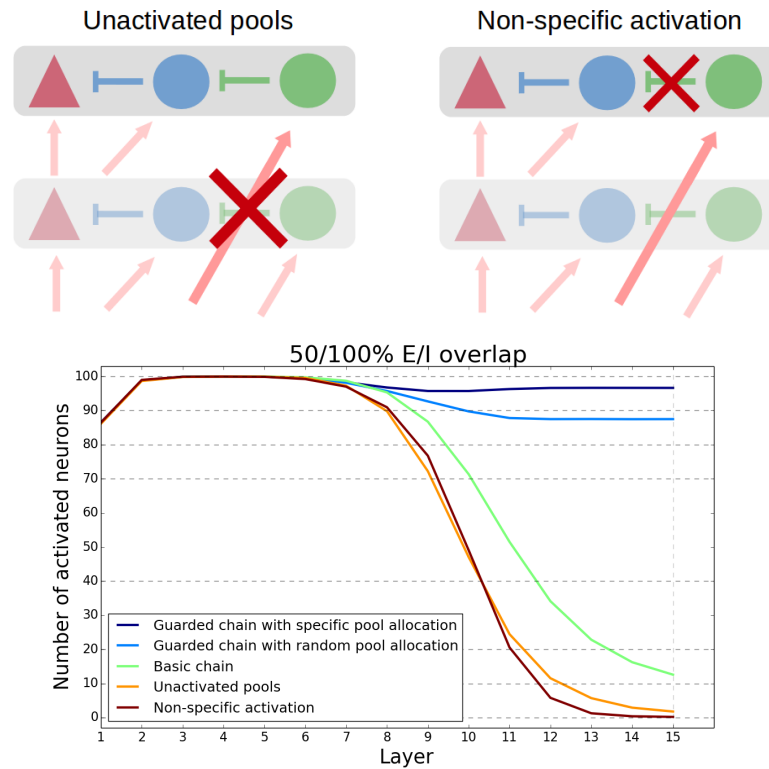 Unactivated pools
Non-specific activation
50/100% E/I overlap
Number of activated neurons
100
90
80
70
60
50
40
30
20
10
0
Guarded chain with specific pool allocation
Guarded chain with random pool allocation
Basic chain
Unactivated pools
Non-specific activation
1 2 3 4 5 6 7 8 9 10 11 12 13 14 15
Layer